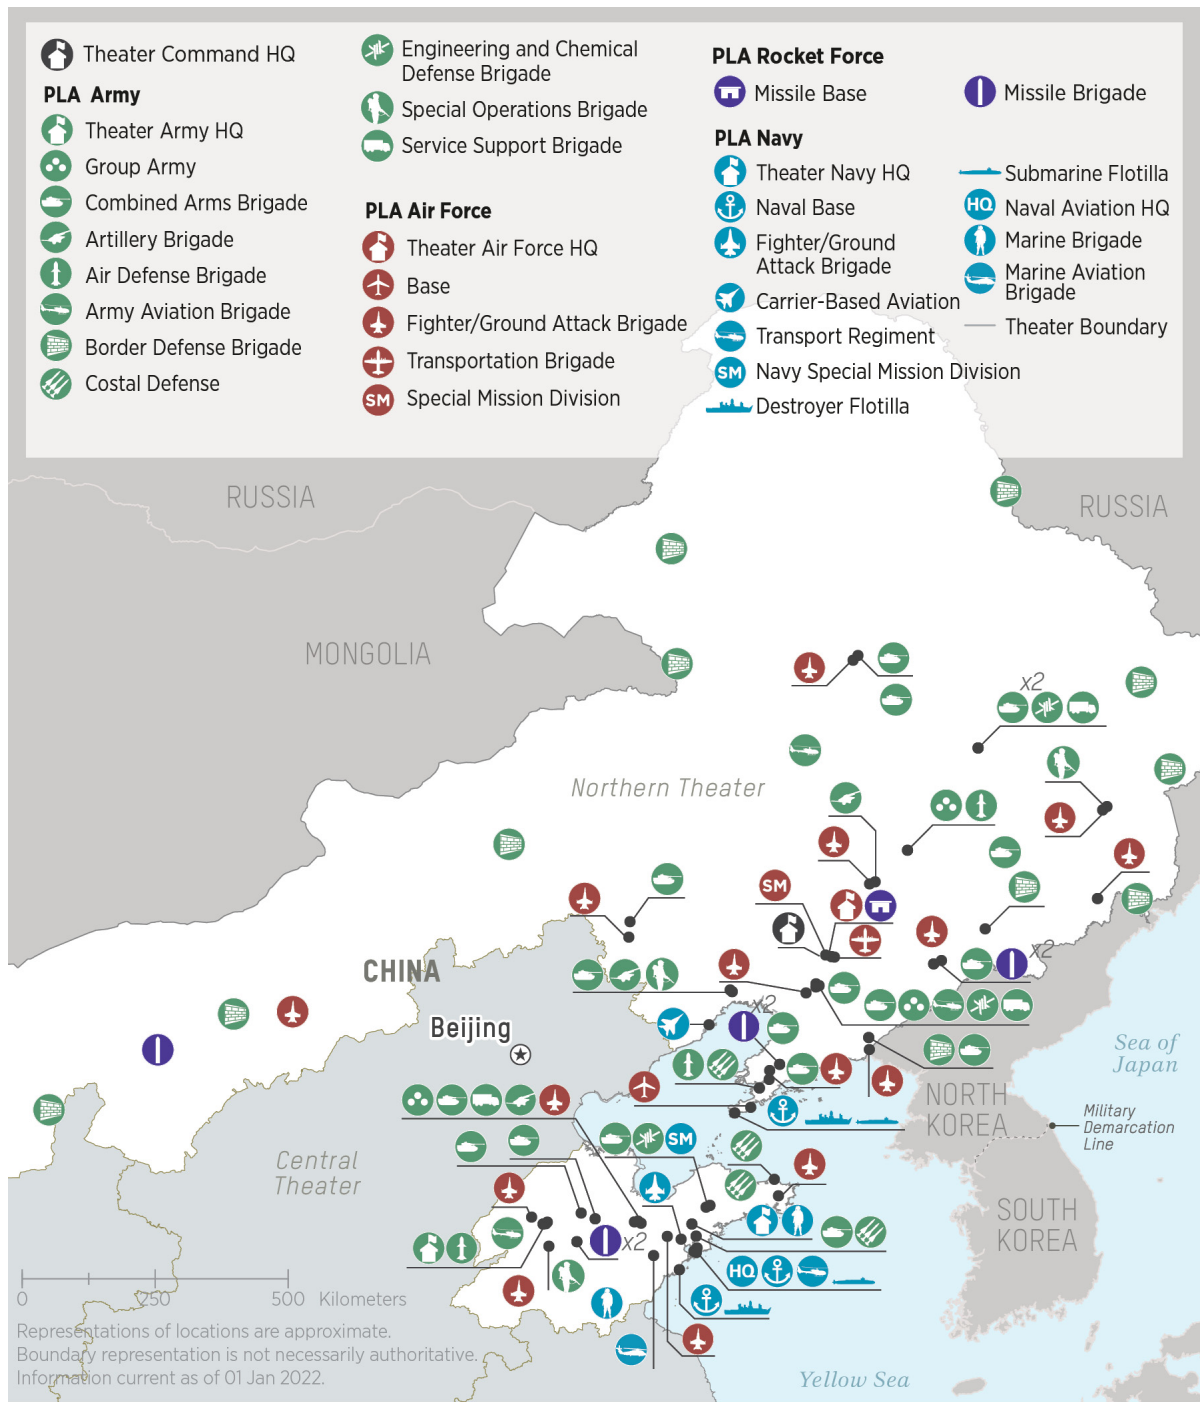 Theater Command HQ
PLA Army
Theater Army HQ
Group Army
Combined Arms Brigade
Artillery Brigade
Air Defense Brigade
Army Aviation Brigade
Border Defense Brigade
Costal Defense
Engineering and Chemical
Defense Brigade
Special Operations Brigade
Service Support Brigade
PLA Air Force
Theater Air Force HQ
Base
Fighter/Ground Attack Brigade
Transportation Brigade
SM
Special Mission Division
PLA Rocket Force
Missile Base
Missile Brigade
PLA Navy
Theater Navy HQ
Naval Base
Fighter/Ground
Attack Brigade
Carrier-Based Aviation
Transport Regiment
SM
Navy Special Mission Division
Destroyer Flotilla
Submarine Flotilla
HQ
Naval Aviation HQ
Marine Brigade
Marine Aviation
Brigade
Theater Boundary
RUSSIA
RUSSIA
MONGOLIA
x2
Northern Theater
SM
x2
CHINA
x2
Beijing
Sea of
Japan
NORTH
KOREA
Military
Demarcation
Line
SM
Central
Theater
SOUTH
KOREA
x2
HQ
0 250 500 Kilometers
Representations of locations are approximate.
Boundary representation is not necessarily authoritative.
Information current as of 01 Jan 2022.
Yellow Sea